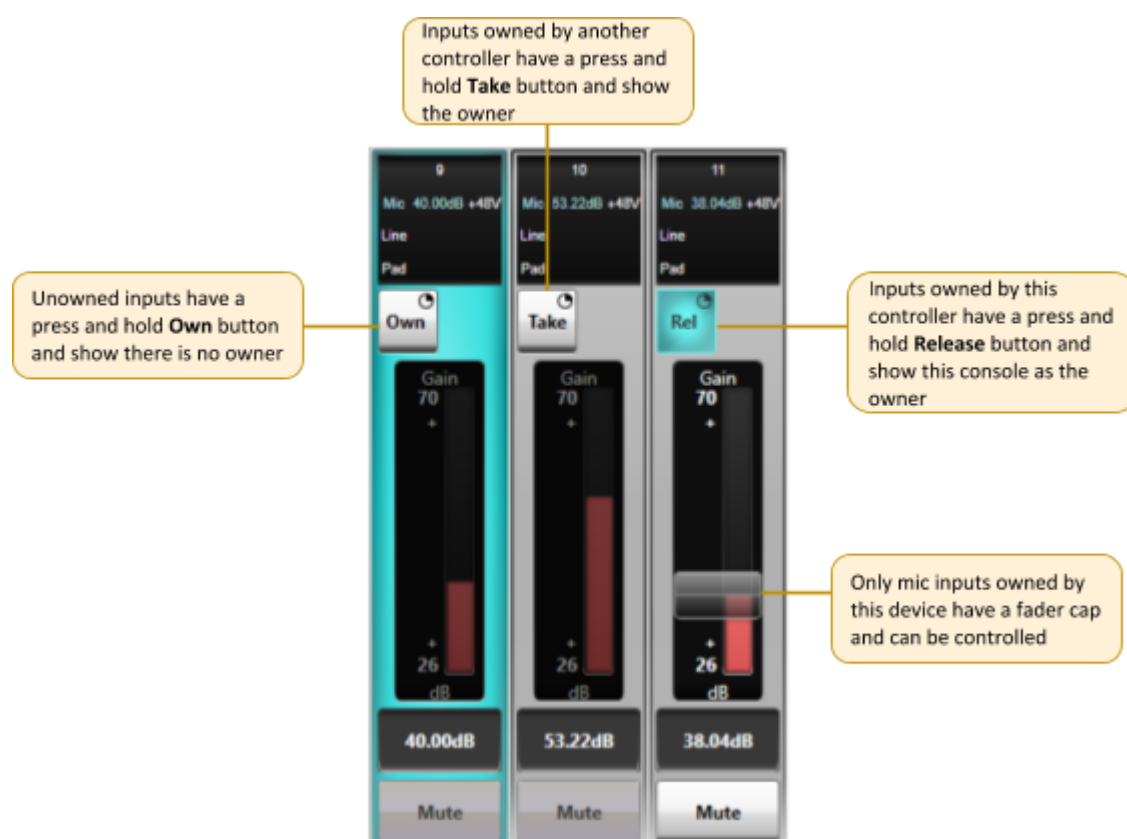 Inputs owned by another
controller have a press and
hold Take button and show
the owner
9
10
11
Mic 40.00dB +48V
Mic 53.22dB +48V
Mic 38.04dB +48V
Line
Line
Line
Pad
Pad
Pad
Unowned inputs have a
press and hold Own button
and show there is no owner
Own
Take
Rel
Inputs owned by this
controller have a press and
hold Release button and
show this console as the
owner
Gain
70
+
+
26
dB
Gain
70
+
+
26
dB
Gain
70
+
+
26
dB
Only mic inputs owned by
this device have a fader cap
and can be controlled
40.00dB
53.22dB
38.04dB
Mute
Mute
Mute